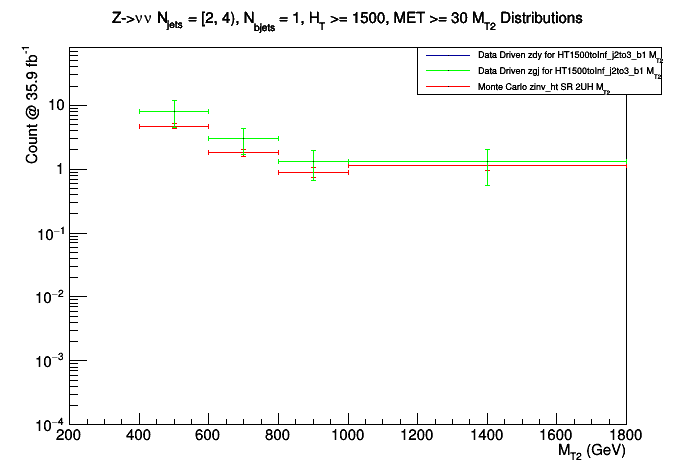 Z->νν N_jets = [2, 4), N_bjets = 1, H_T >= 1500, MET >= 30 M_T2 Distributions
Data Driven zdy for HT1500toInf_j2to3_b1 M_T2
Data Driven zgj for HT1500toInf_j2to3_b1 M_T2
Monte Carlo zinv_ht SR 2UH M_T2
Count @ 35.9 fb^-1
10
1
10^-1
10^-2
10^-3
10^-4
200 400 600 800 1000 1200 1400 1600 1800
M_T2 (GeV)